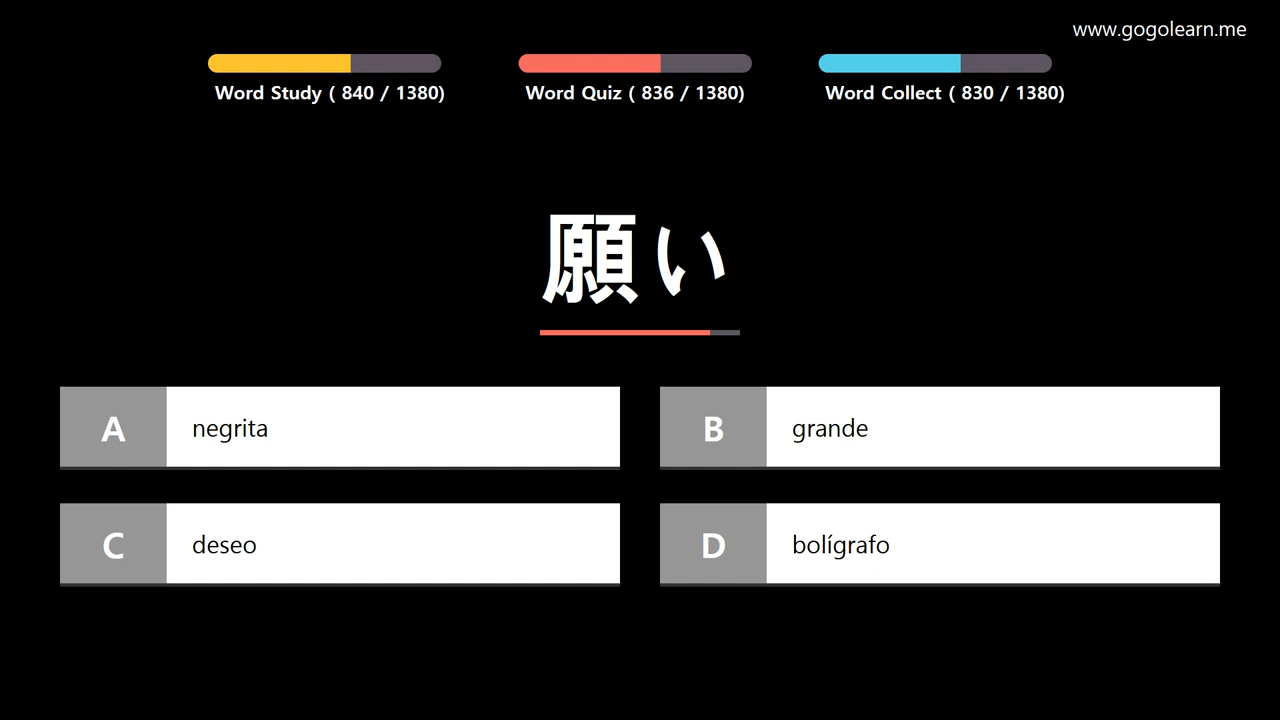 www.gogolearn.me
Word Study ( 840 / 1380)
Word Quiz ( 836 / 1380)
Word Collect ( 830 / 1380)
願い
A negrita
B grande
C deseo
D bolígrafo